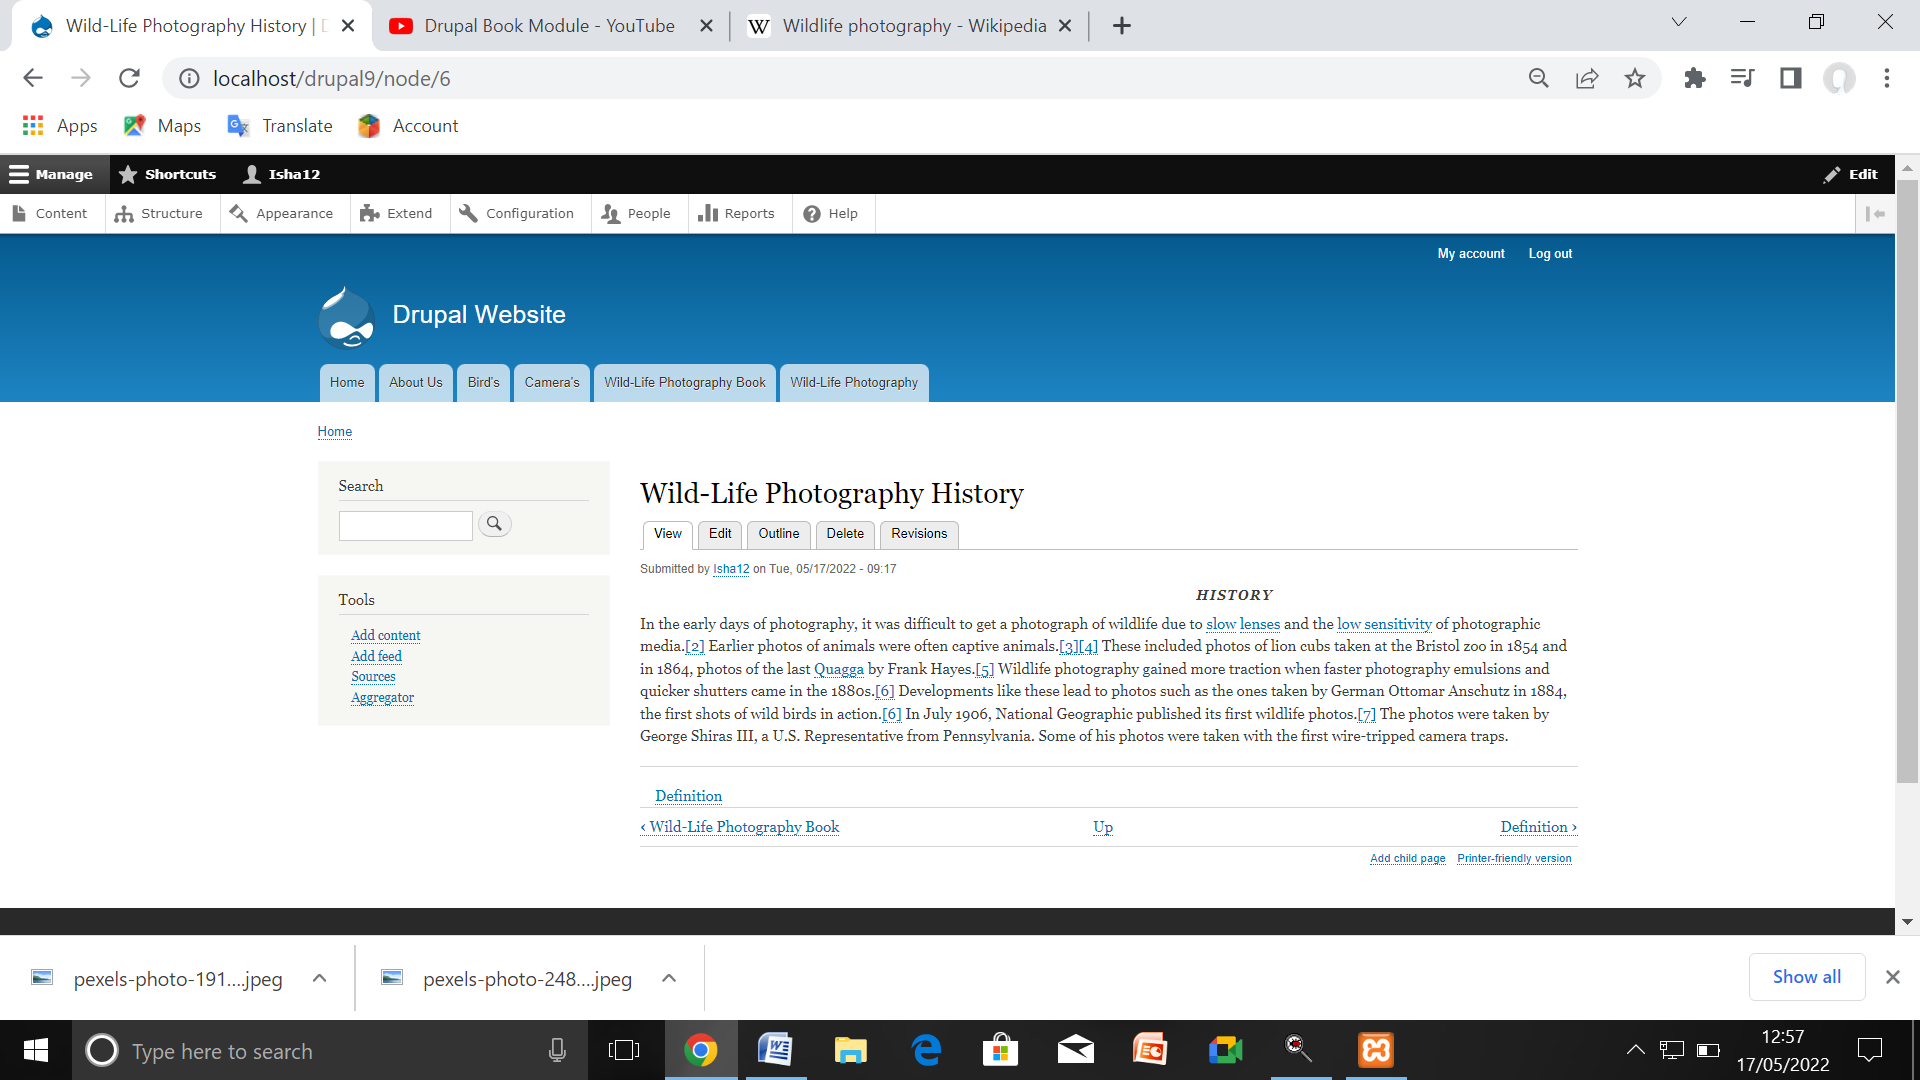 Wild-Life Photography History | D
Drupal Book Module - YouTube
Wildlife photography - Wikipedia
localhost/drupal9/node/6
Apps
Maps
Translate
Account
Manage
Shortcuts
Isha12
Edit
Content
Structure
Appearance
Extend
Configuration
People
Reports
Help
My account
Log out
Drupal Website
Home
About Us
Bird's
Camera's
Wild-Life Photography Book
Wild-Life Photography
Home
Search
Tools
Add content
Add feed
Sources
Aggregator
Wild-Life Photography History
View
Edit
Outline
Delete
Revisions
Submitted by Isha12 on Tue, 05/17/2022 - 09:17
HISTORY
In the early days of photography, it was difficult to get a photograph of wildlife due to slow lenses and the low sensitivity of photographic
media.[2] Earlier photos of animals were often captive animals.[3][4] These included photos of lion cubs taken at the Bristol zoo in 1854 and
in 1864, photos of the last Quagga by Frank Hayes.[5] Wildlife photography gained more traction when faster photography emulsions and
quicker shutters came in the 1880s.[6] Developments like these lead to photos such as the ones taken by German Ottomar Anschutz in 1884,
the first shots of wild birds in action.[6] In July 1906, National Geographic published its first wildlife photos.[7] The photos were taken by
George Shiras III, a U.S. Representative from Pennsylvania. Some of his photos were taken with the first wire-tripped camera traps.
Definition
‹ Wild-Life Photography Book
Up
Definition ›
Add child page
Printer-friendly version
pexels-photo-191....jpeg
pexels-photo-248....jpeg
Show all
Type here to search
12:57
17/05/2022